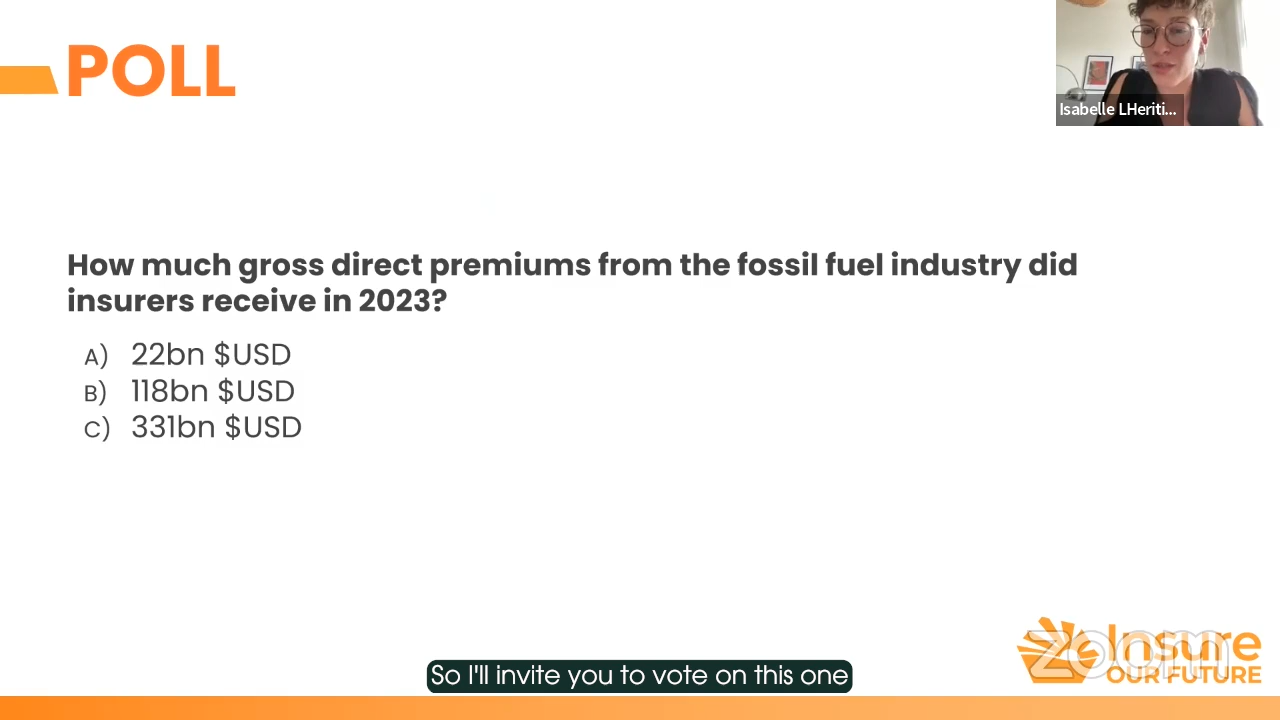 POLL
Isabelle LHeriti...
How much gross direct premiums from the fossil fuel industry did
insurers receive in 2023?
A) 22bn $USD
B) 118bn $USD
C) 331bn $USD
zoom
Insure
OUR FUTURE
So I'll invite you to vote on this one